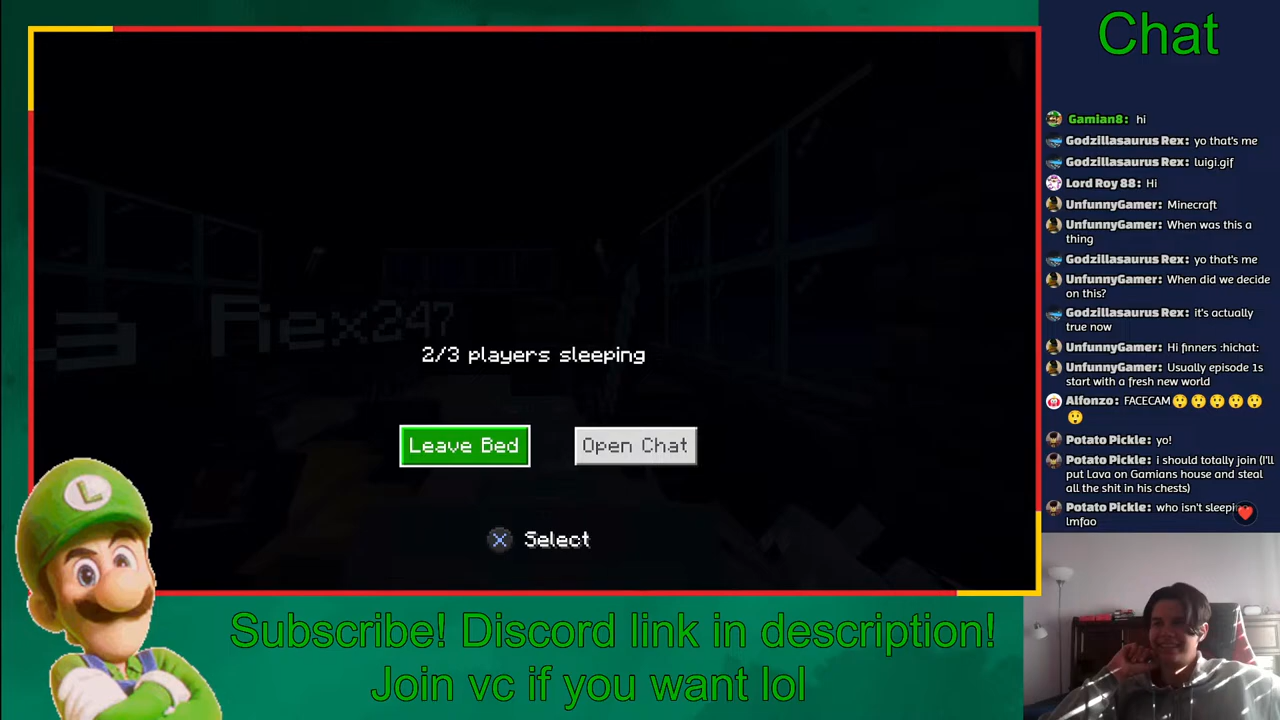 Chat
Gamian8: hi
Godzillasaurus Rex: yo that's me
Godzillasaurus Rex: luigi.gif
Lord Roy 88: Hi
UnfunnyGamer: Minecraft
UnfunnyGamer: When was this a
thing
Godzillasaurus Rex: yo that's me
UnfunnyGamer: When did we decide
on this?
Godzillasaurus Rex: it's actually
true now
UnfunnyGamer: Hi finners :hichat:
UnfunnyGamer: Usually episode 1s
start with a fresh new world
Alfonzo: FACECAM😲😲😲😲😲
😲
Potato Pickle: yo!
Potato Pickle: i should totally join (I'll
put Lava on Gamians house and steal
all the shit in his chests)
Potato Pickle: who isn't sleepi
lmfao
a Rex247
2/3 players sleeping
Leave Bed
Open Chat
Select
L
Subscribe! Discord link in description!
Join vc if you want lol